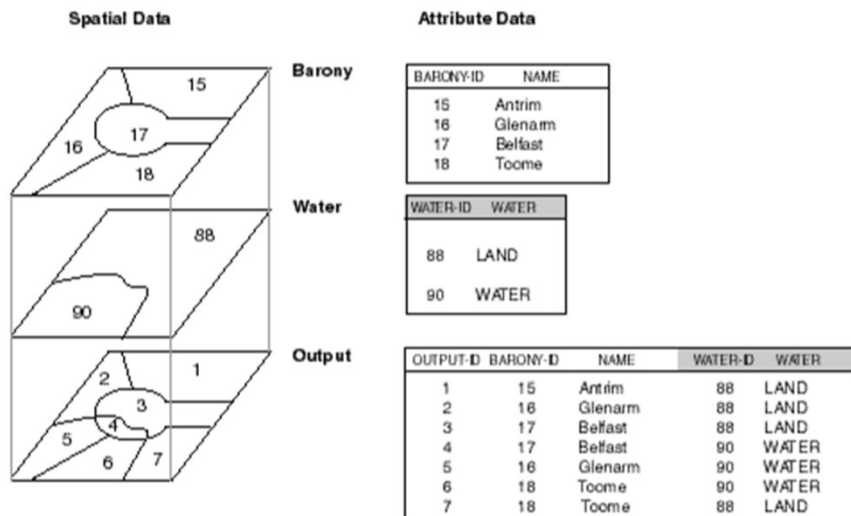 Spatial Data
Attribute Data
Barony
15
16
17
18
BARONY-ID NAME
15 Antrim
16 Glenarm
17 Belfast
18 Toome
Water
88
90
WATER-ID WATER
88 LAND
90 WATER
Output
1
2
3
4
5
6
7
OUTPUT-ID BARONY-ID NAME WATER-ID WATER
1 15 Antrim 88 LAND
2 16 Glenarm 88 LAND
3 17 Belfast 88 LAND
4 17 Belfast 90 WATER
5 16 Glenarm 90 WATER
6 18 Toome 90 WATER
7 18 Toome 88 LAND